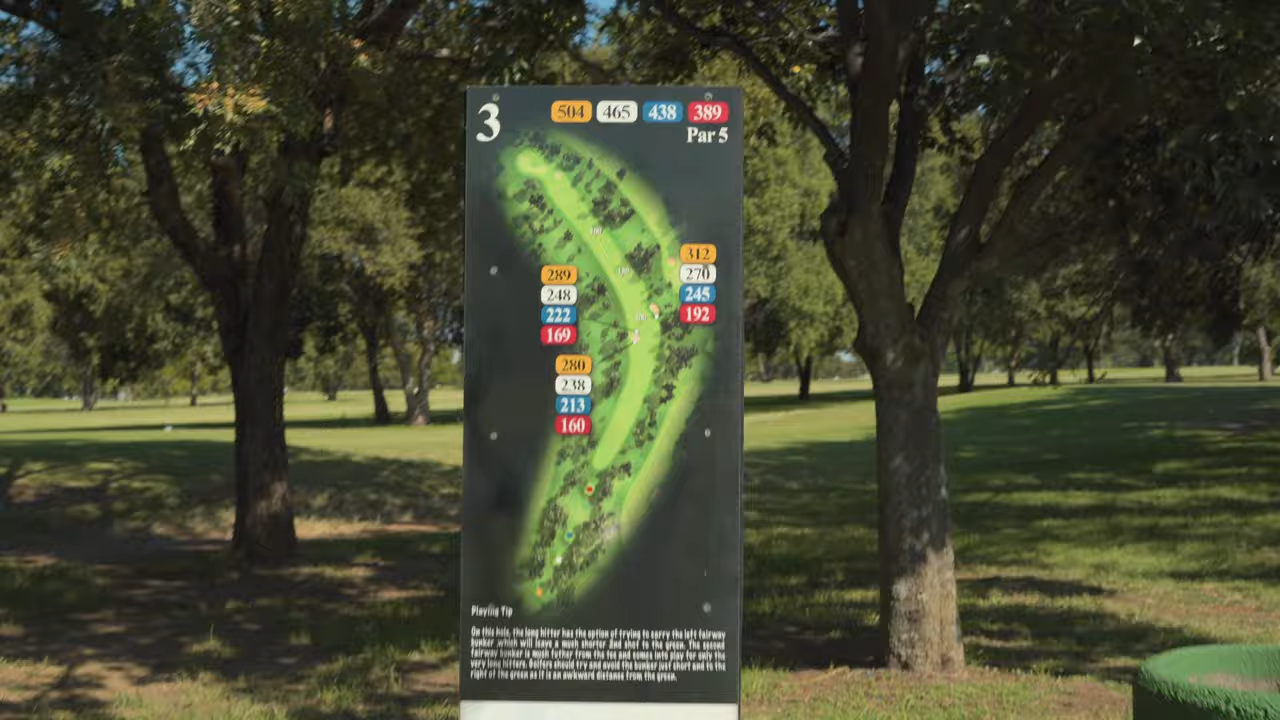 3
504 465 438 389
Par 5
312
270
245
192
289
248
222
169
280
238
213
160
Playing Tip
On this hole, the long hitter has the option of trying to carry the left fairway
bunker which will leave a much shorter 2nd shot to the green. The second
fairway bunker is much further from the tee and comes into play for only the
very long hitters. Golfers should try and avoid the bunker just short and to the
right of the green as it is an awkward distance from the green.